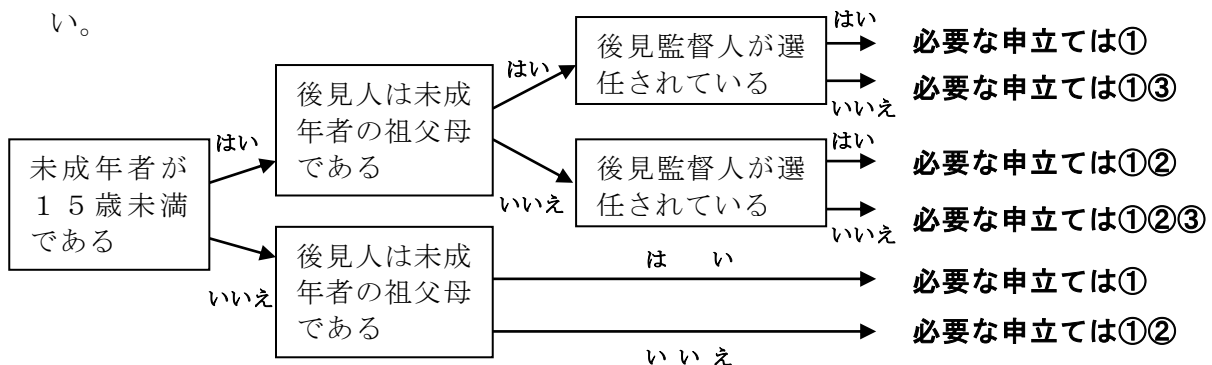 い。
未成年者が
１５歳未満
である
はい
いいえ
後見人は未成
年者の祖父母
である
はい
いいえ
後見監督人が選
任されている
はい
必要な申立ては①
いいえ
必要な申立ては①③
後見監督人が選
任されている
はい
必要な申立ては①②
いいえ
必要な申立ては①②③
後見人は未成
年者の祖父母
である
は い
必要な申立ては①
い い え
必要な申立ては①②